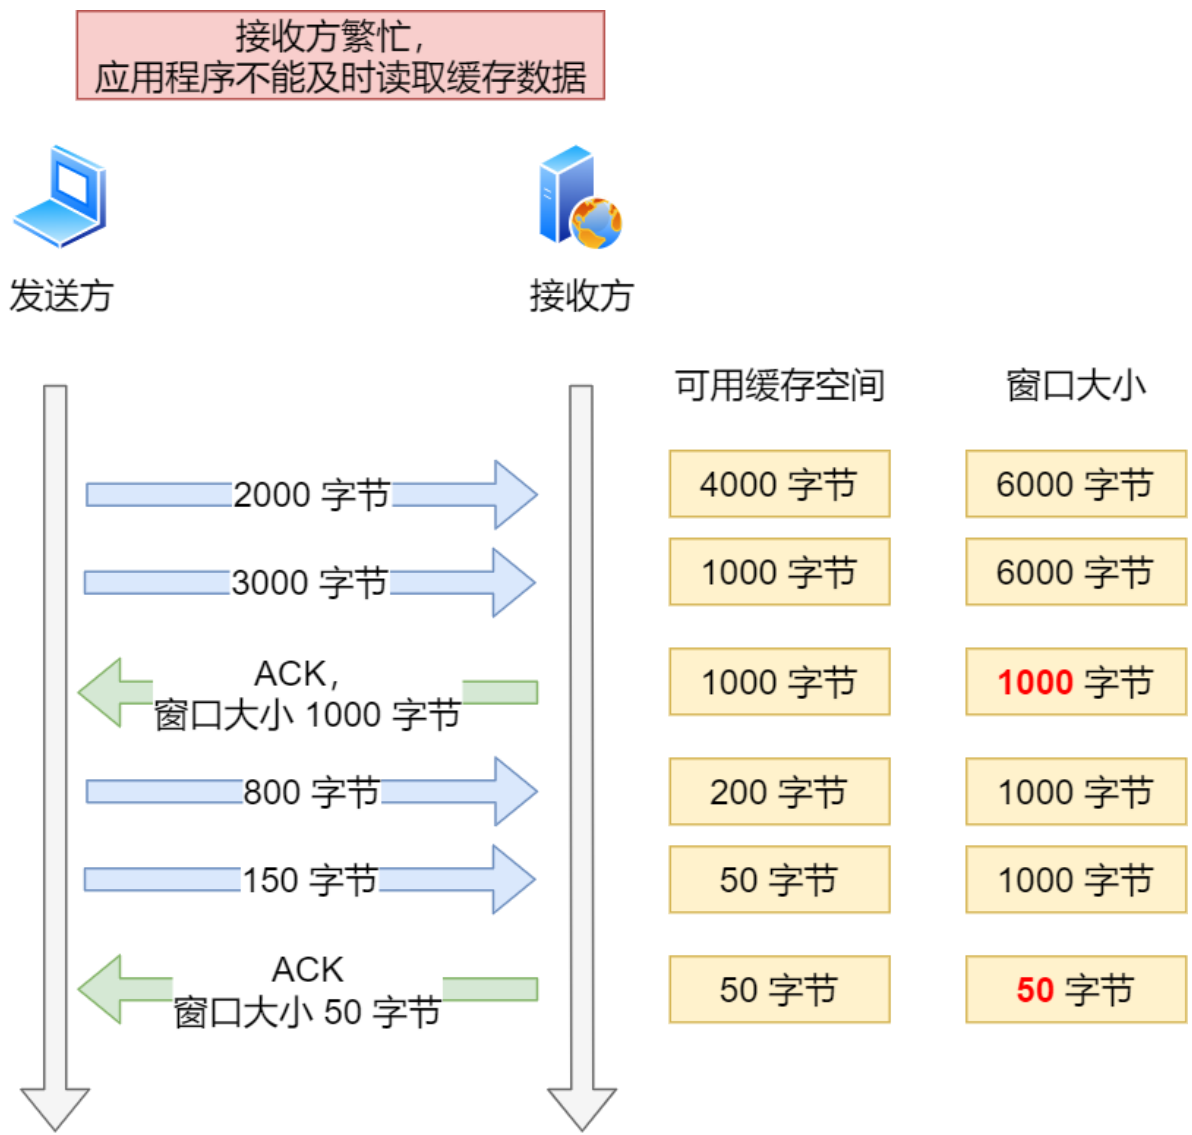 接收方繁忙，
应用程序不能及时读取缓存数据
发送方
接收方
可用缓存空间
窗口大小
2000 字节
4000 字节
6000 字节
3000 字节
1000 字节
6000 字节
ACK，
窗口大小 1000 字节
1000 字节
1000 字节
800 字节
200 字节
1000 字节
150 字节
50 字节
1000 字节
ACK
窗口大小 50 字节
50 字节
50 字节